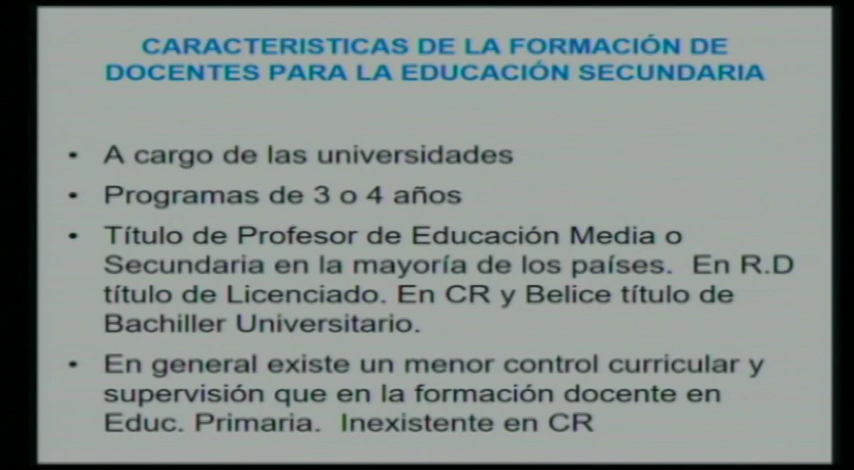 CARACTERISTICAS DE LA FORMACIÓN DE
DOCENTES PARA LA EDUCACIÓN SECUNDARIA
• A cargo de las universidades
• Programas de 3 o 4 años
• Título de Profesor de Educación Media o
Secundaria en la mayoría de los países. En R.D
título de Licenciado. En CR y Belice título de
Bachiller Universitario.
• En general existe un menor control curricular y
supervisión que en la formación docente en
Educ. Primaria. Inexistente en CR